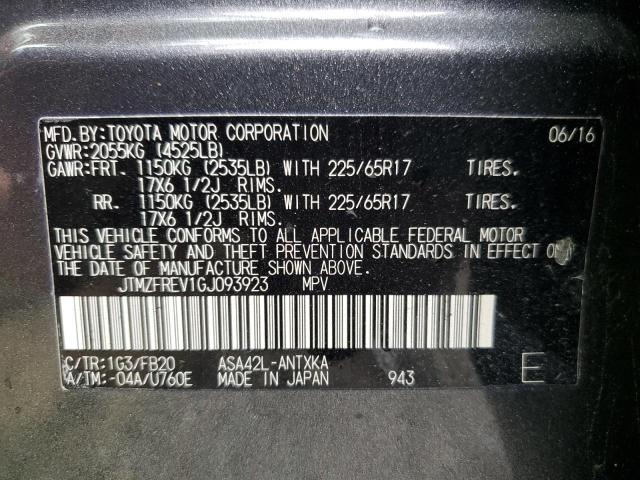 MFD.BY:TOYOTA MOTOR CORPORATION 06/16
GVWR:2055KG (4525LB)
GAWR:FRT. 1150KG (2535LB) WITH 225/65R17 TIRES.
17X6 1/2J RIMS.
RR. 1150KG (2535LB) WITH 225/65R17 TIRES.
17X6 1/2J RIMS.
THIS VEHICLE CONFORMS TO ALL APPLICABLE FEDERAL MOTOR
VEHICLE SAFETY AND THEFT PREVENTION STANDARDS IN EFFECT ON
THE DATE OF MANUFACTURE SHOWN ABOVE.
JTMZFREV1GJ093923 MPV
C/TR:1G3/FB20 ASA42L-ANTXKA
A/TM:-04A/U760E MADE IN JAPAN 943 E